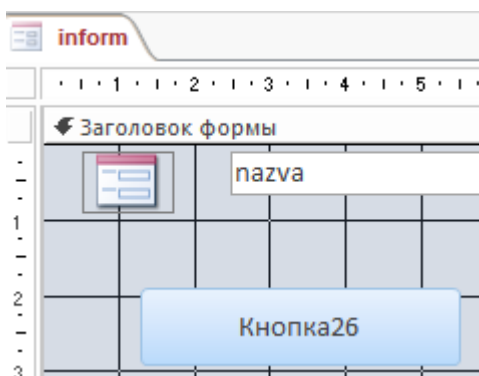 inform
1 2 3 4 5
Заголовок формы
nazva
1
2
Кнопка26
3